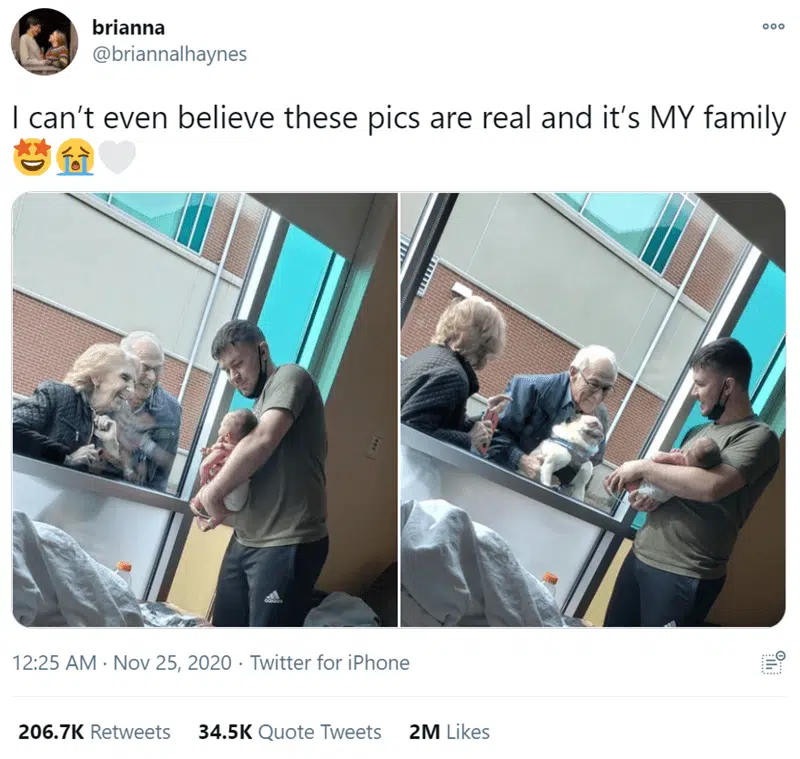 brianna
@briannalhaynes
I can't even believe these pics are real and it's MY family
🤩😭🤍
12:25 AM · Nov 25, 2020 · Twitter for iPhone
206.7K Retweets 34.5K Quote Tweets 2M Likes